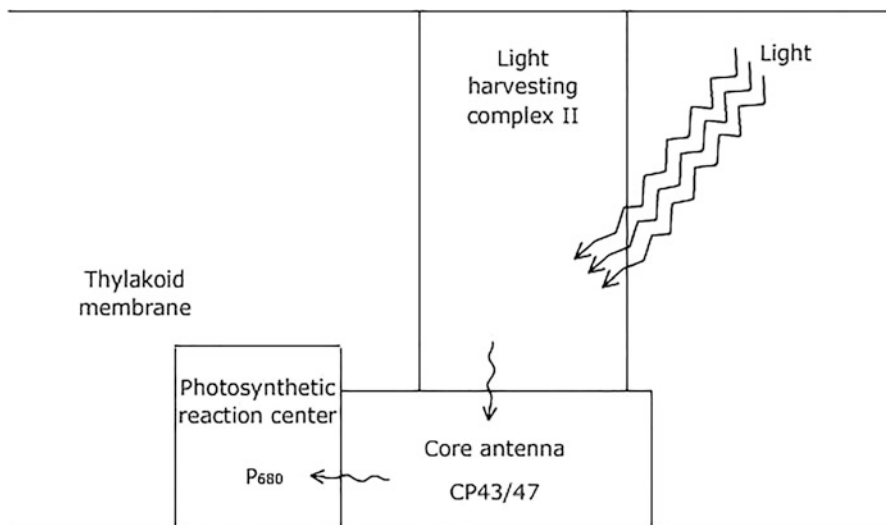 Light
harvesting
complex II
Light
Thylakoid
membrane
Photosynthetic
reaction center
P₆₈₀
Core antenna
CP43/47